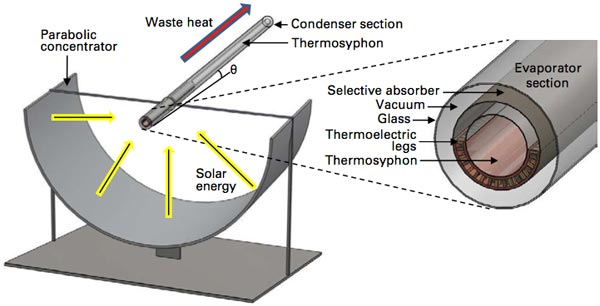 Waste heat
Condenser section
Thermosyphon
Parabolic
concentrator
θ
Solar
energy
Evaporator
section
Selective absorber
Vacuum
Glass
Thermoelectric
legs
Thermosyphon